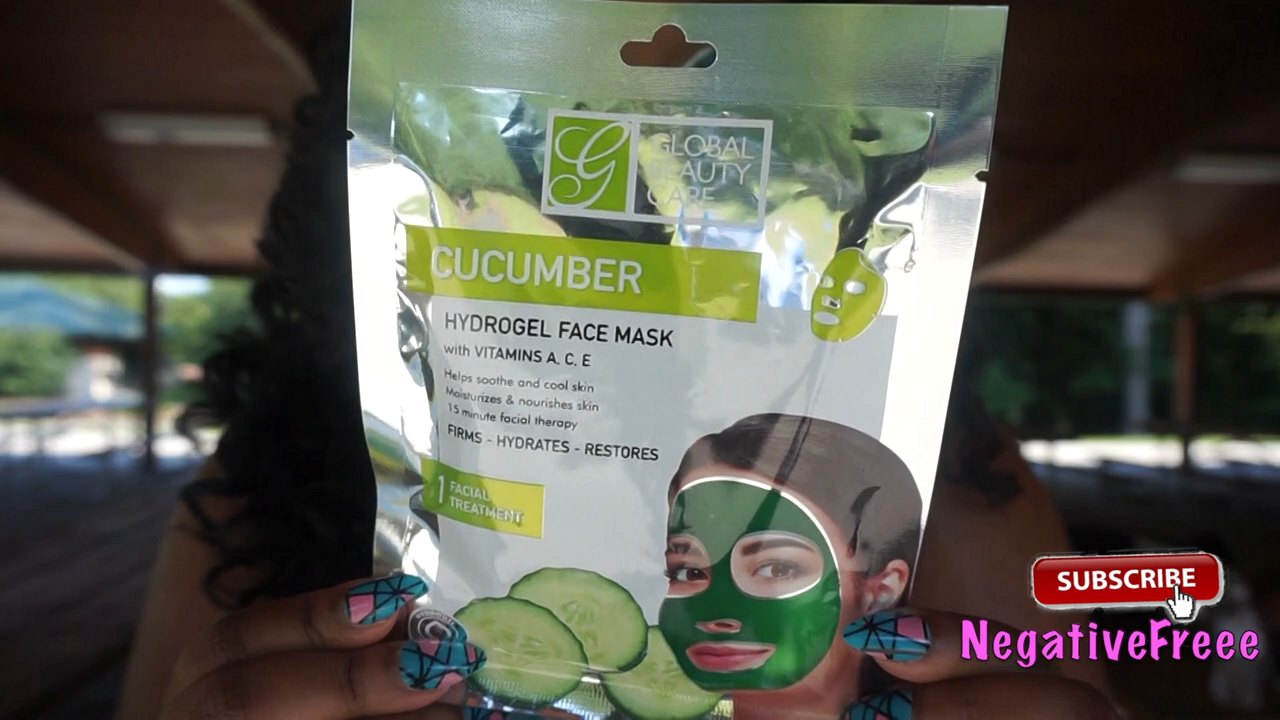 G
GLOBAL
BEAUTY
CARE
CUCUMBER
HYDROGEL FACE MASK
with VITAMINS A, C, E
Helps soothe and cool skin
Moisturizes & nourishes skin
15 minute facial therapy
FIRMS - HYDRATES - RESTORES
1 FACIAL
TREATMENT
SUBSCRIBE
NegativeFreee